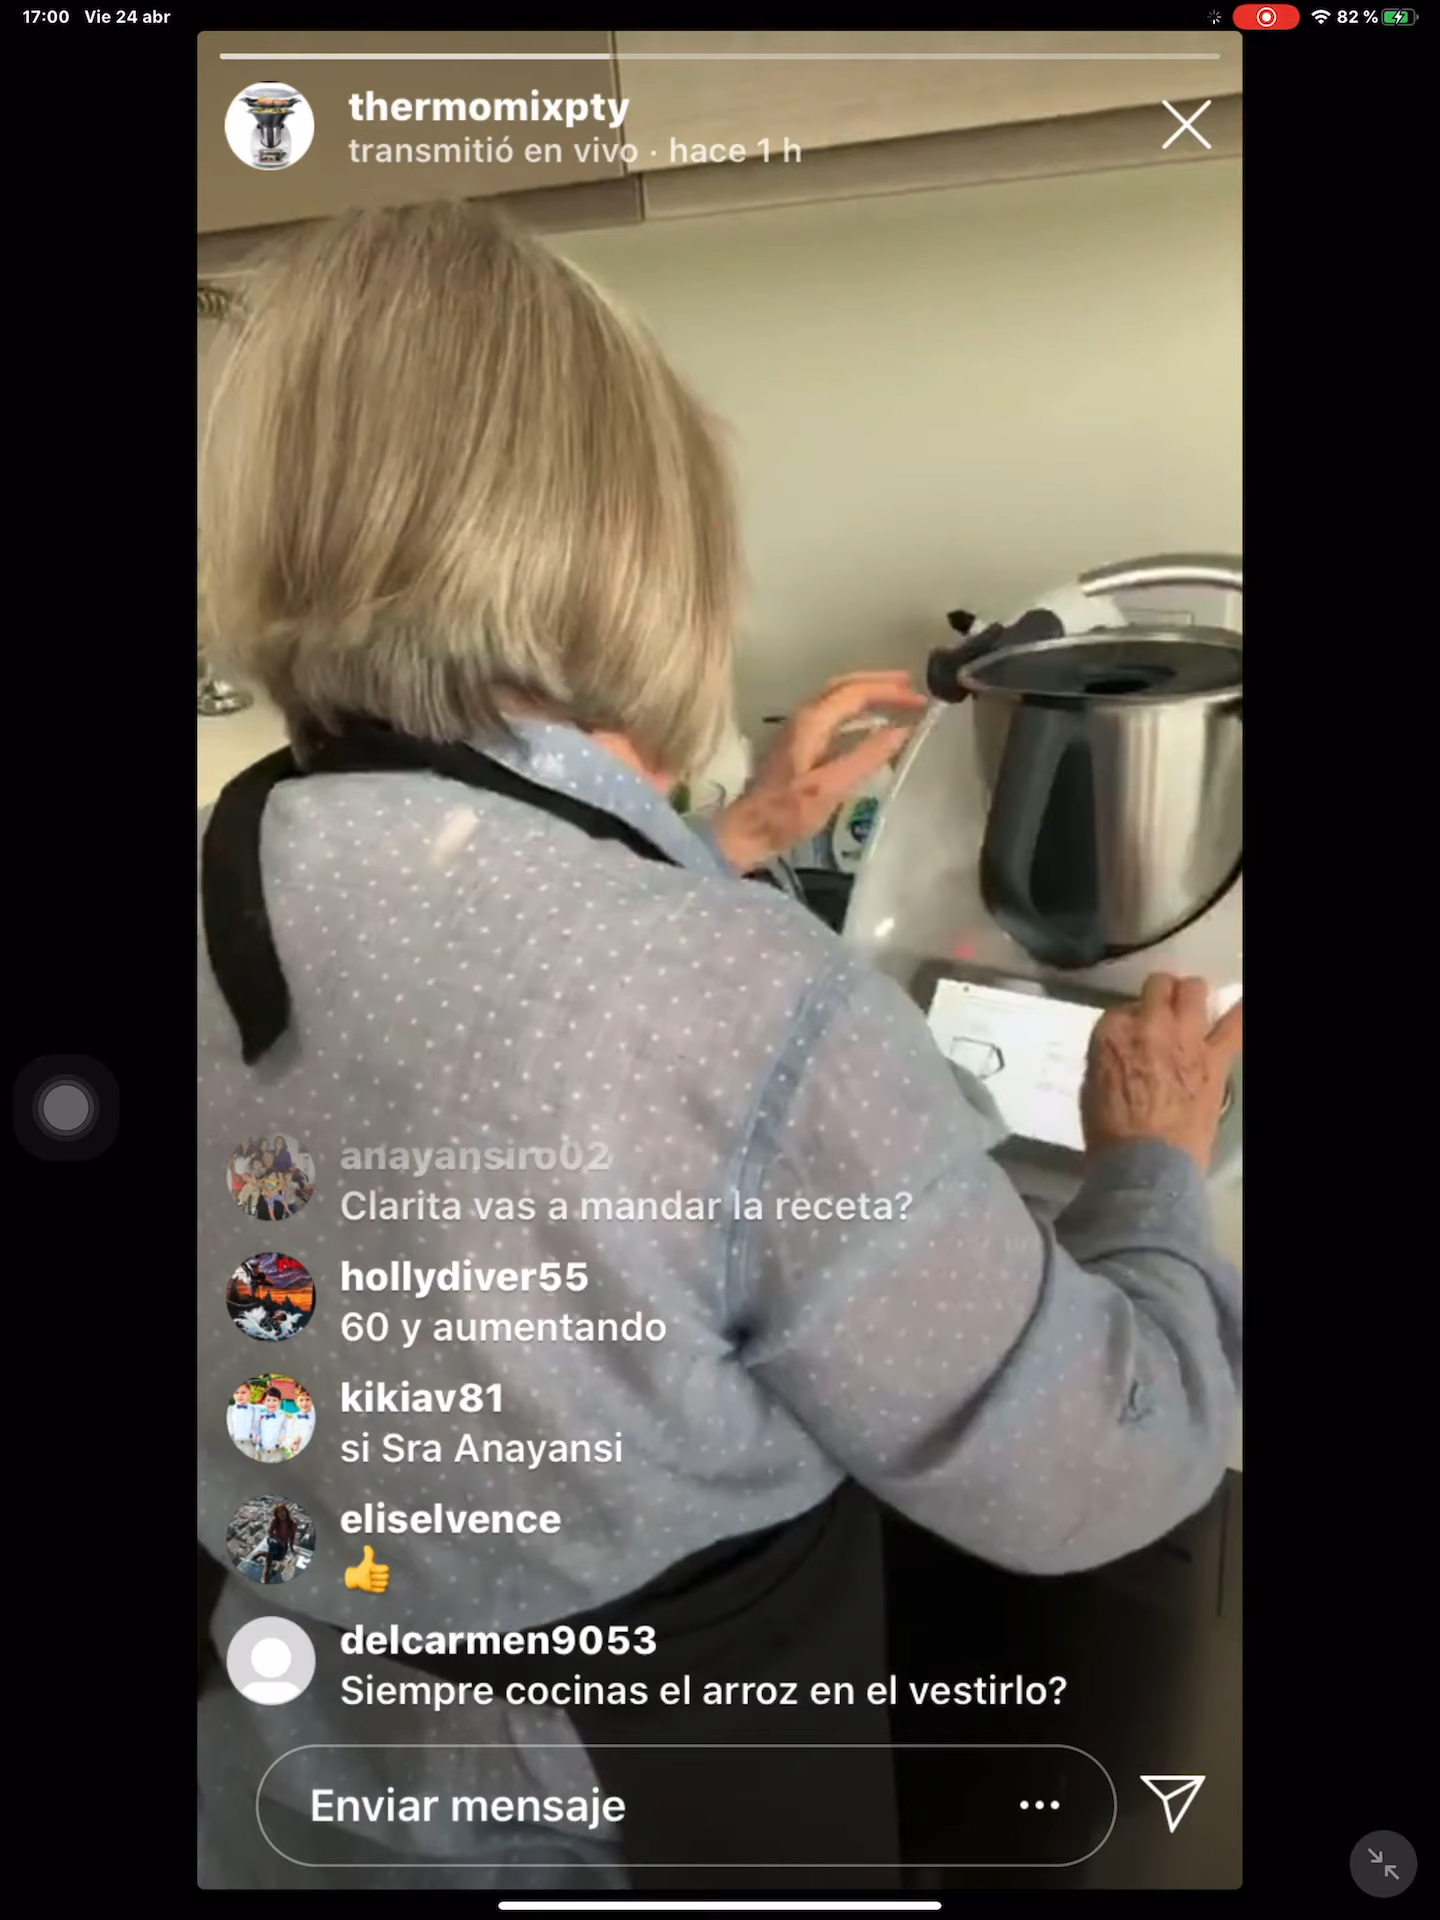 17:00 Vie 24 abr
82 %
thermomixpty
transmitió en vivo · hace 1 h
anayansiro02
Clarita vas a mandar la receta?
hollydiver55
60 y aumentando
kikiav81
si Sra Anayansi
eliselvence
👍
delcarmen9053
Siempre cocinas el arroz en el vestirlo?
Enviar mensaje